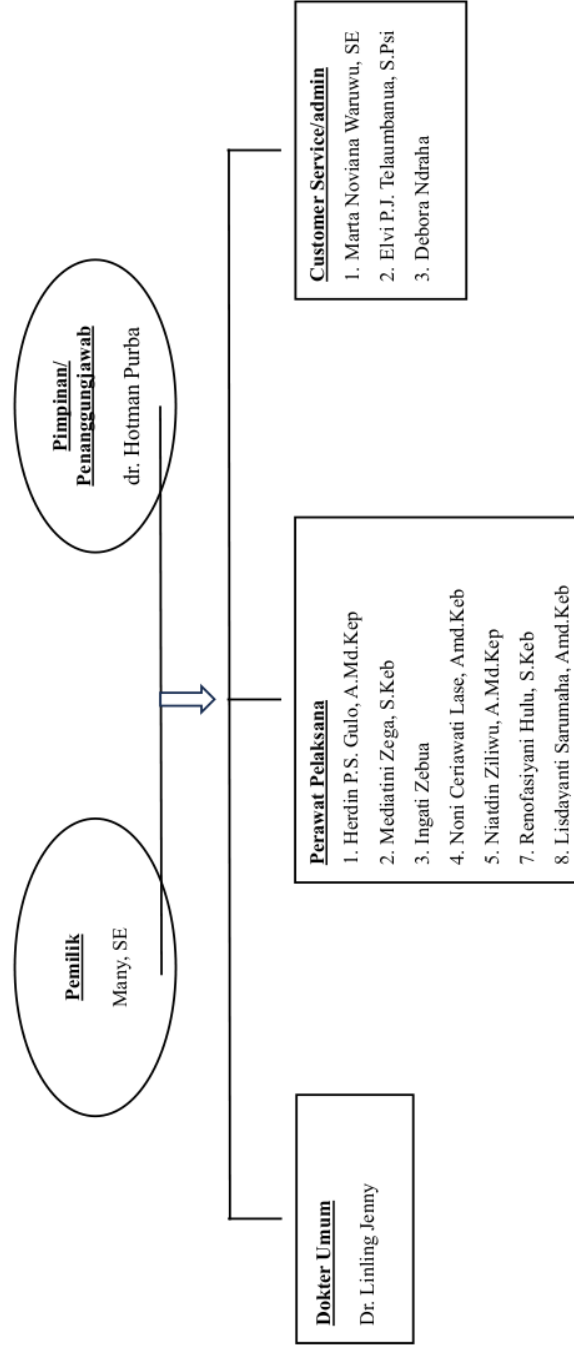 Pemilik
Many, SE
Pimpinan/
Penanggungjawab
dr. Hotman Purba
Dokter Umum
Dr. Linling Jenny
Perawat Pelaksana
1. Herdin P.S. Gulo, A.Md.Kep
2. Mediatini Zega, S.Keb
3. Ingati Zebua
4. Noni Ceriawati Lase, Amd.Keb
5. Niatdin Ziliwu, A.Md.Kep
7. Renofasiyani Hulu, S.Keb
8. Lisdayanti Sarumaha, Amd.Keb
Customer Service/admin
1. Marta Noviana Waruwu, SE
2. Elvi P.J. Telaumbanua, S.Psi
3. Debora Ndraha